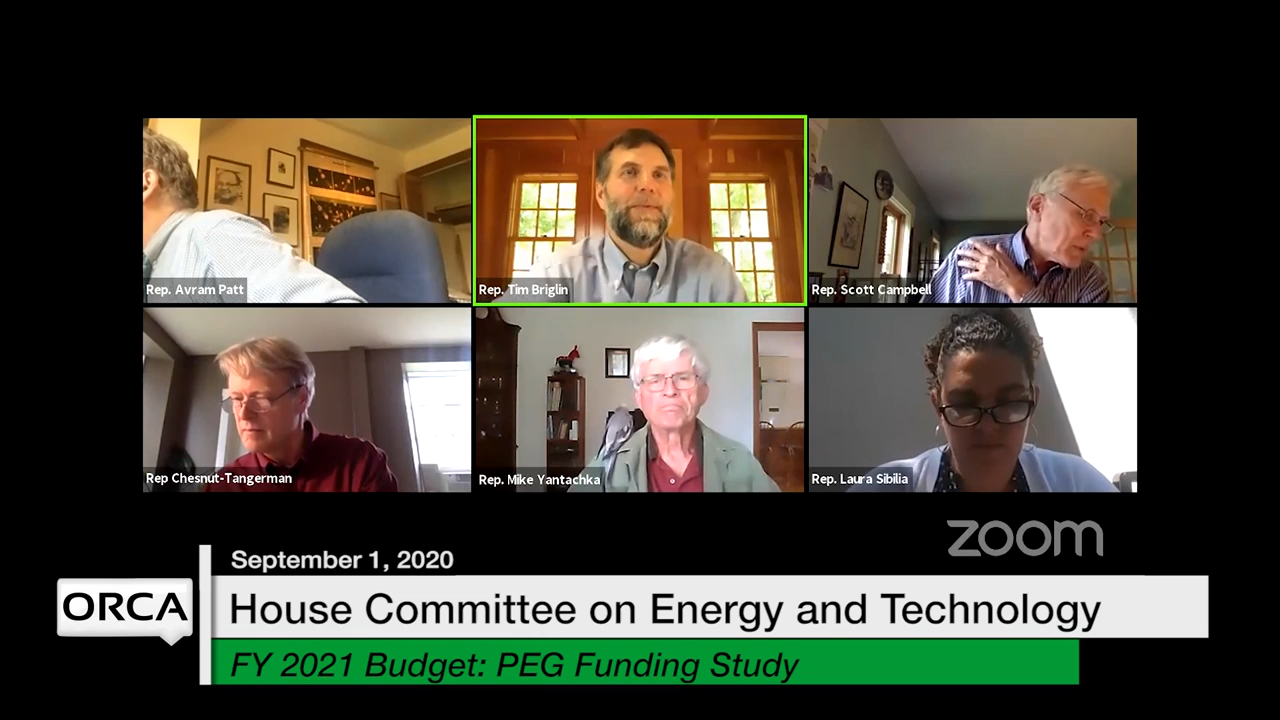 Rep. Avram Patt
Rep. Tim Briglin
Rep. Scott Campbell
Rep Chesnut-Tangerman
Rep. Mike Yantachka
Rep. Laura Sibilia
zoom
September 1, 2020
ORCA
House Committee on Energy and Technology
FY 2021 Budget: PEG Funding Study